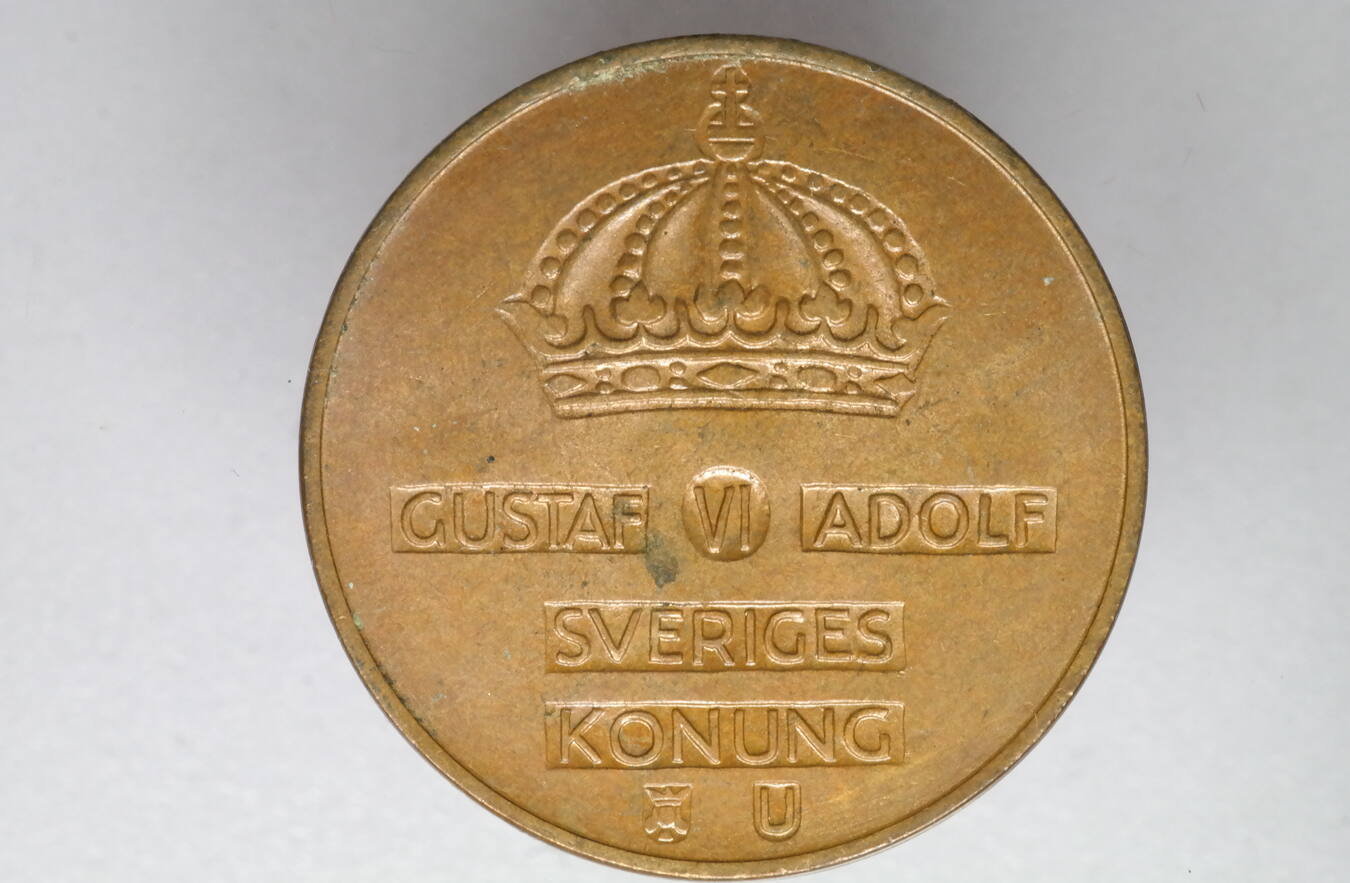 GUSTAF VI ADOLF
SVERIGES
KONUNG
U